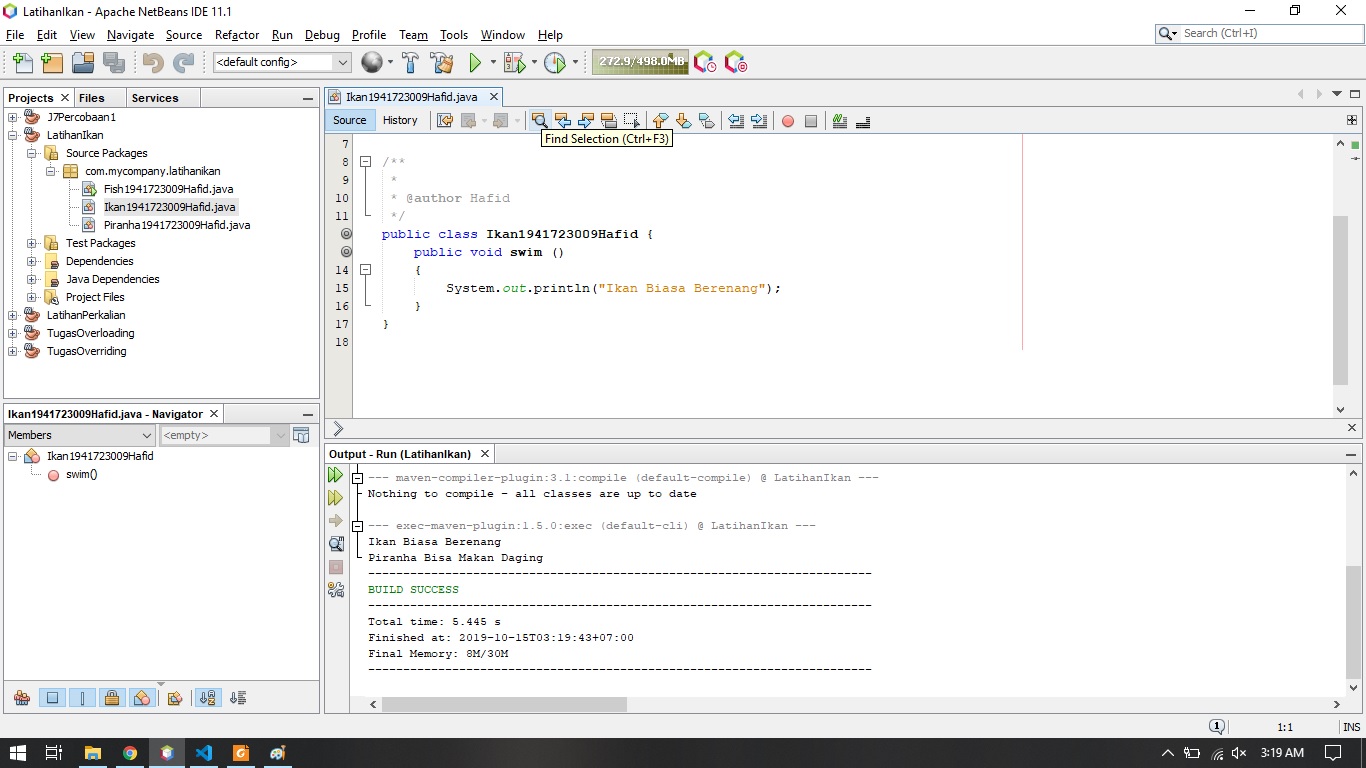 LatihanIkan - Apache NetBeans IDE 11.1
File Edit View Navigate Source Refactor Run Debug Profile Team Tools Window Help
Search (Ctrl+I)
<default config>
272.9/498.0MB
Projects Files Services
J7Percobaan1
LatihanIkan
Source Packages
com.mycompany.latihanikan
Fish1941723009Hafid.java
Ikan1941723009Hafid.java
Piranha1941723009Hafid.java
Test Packages
Dependencies
Java Dependencies
Project Files
LatihanPerkalian
TugasOverloading
TugasOverriding
Ikan1941723009Hafid.java - Navigator
Members
<empty>
Ikan1941723009Hafid
swim()
Ikan1941723009Hafid.java
Source History
Find Selection (Ctrl+F3)
7
8 /**
9 *
10 * @author Hafid
11 */
public class Ikan1941723009Hafid {
public void swim ()
14 {
15 System.out.println("Ikan Biasa Berenang");
16 }
17 }
18
Output - Run (LatihanIkan)
--- maven-compiler-plugin:3.1:compile (default-compile) @ LatihanIkan ---
Nothing to compile - all classes are up to date
--- exec-maven-plugin:1.5.0:exec (default-cli) @ LatihanIkan ---
Ikan Biasa Berenang
Piranha Bisa Makan Daging
------------------------------------------------------------------------
BUILD SUCCESS
------------------------------------------------------------------------
Total time: 5.445 s
Finished at: 2019-10-15T03:19:43+07:00
Final Memory: 8M/30M
------------------------------------------------------------------------
1
1:1
INS
3:19 AM